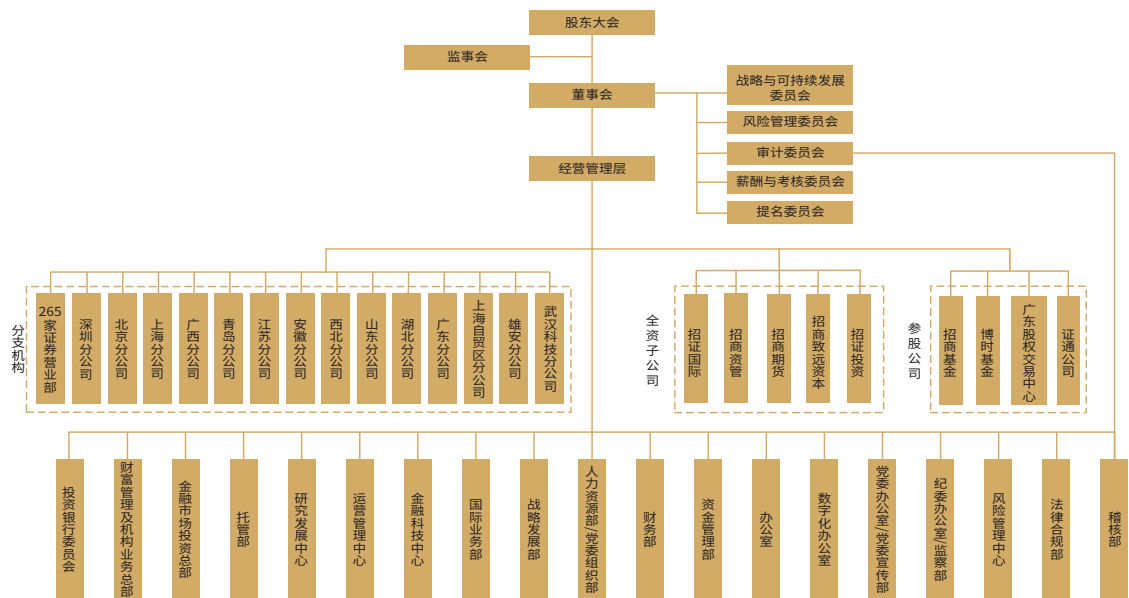 股东大会
监事会
董事会
战略与可持续发展
委员会
风险管理委员会
审计委员会
经营管理层
薪酬与考核委员会
提名委员会
分支机构
265
家证券营业部
深圳分公司
北京分公司
上海分公司
广西分公司
青岛分公司
江苏分公司
安徽分公司
西北分公司
山东分公司
湖北分公司
广东分公司
上海自贸区分公司
雄安分公司
武汉科技分公司
全资子公司
招证国际
招商资管
招商期货
招商致远资本
招证投资
参股公司
招商基金
博时基金
广东股权交易中心
证通公司
投资银行委员会
财富管理及机构业务总部
金融市场投资总部
托管部
研究发展中心
运营管理中心
金融科技中心
国际业务部
战略发展部
人力资源部/党委组织部
财务部
资金管理部
办公室
数字化办公室
党委办公室/党委宣传部
纪委办公室/监察部
风险管理中心
法律合规部
稽核部